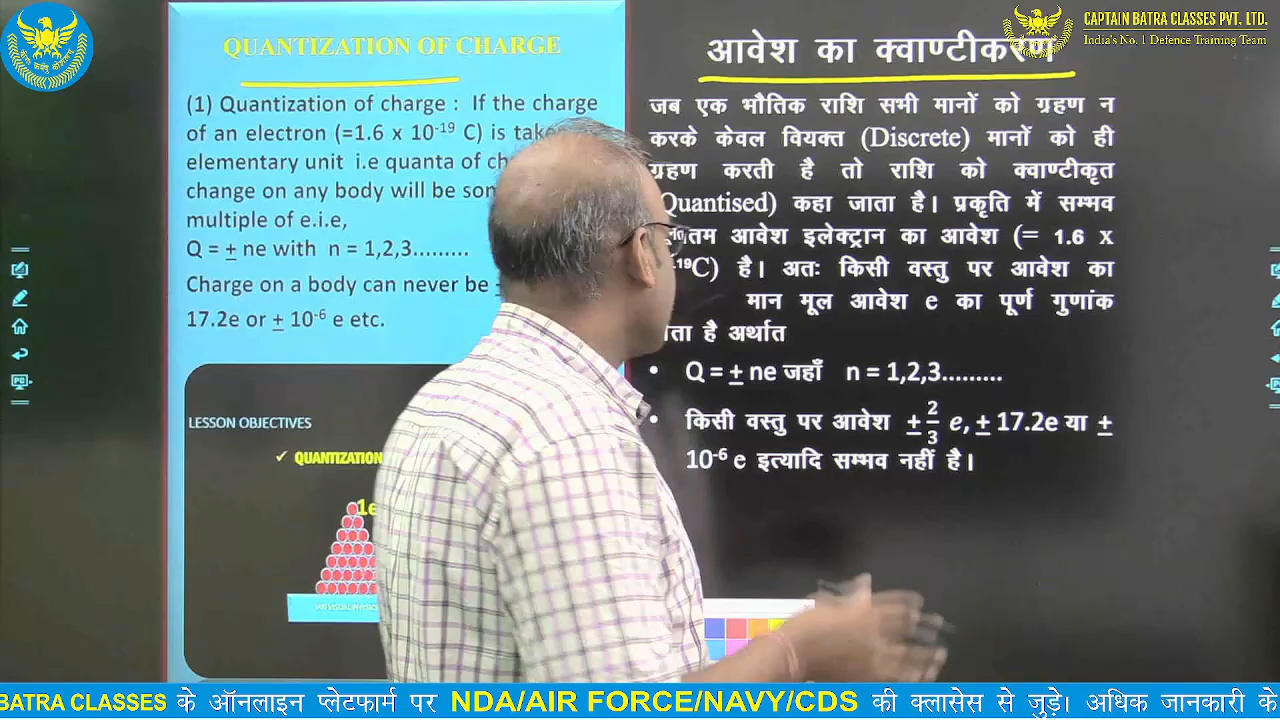 CAPTAIN BATRA CLASSES PVT. LTD.
India's No. 1 Defence Training Team
QUANTIZATION OF CHARGE
(1) Quantization of charge : If the charge
of an electron (=1.6 x 10⁻¹⁹ C) is
elementary unit i.e quanta of
change on any body will be
multiple of e.i.e,
Q = ± ne with n = 1,2,3.........
Charge on a body can never be
17.2e or ± 10⁻⁶ e etc.
LESSON OBJECTIVES
✓ QUANTIZATION
आवेश का क्वाण्टीकरण
जब एक भौतिक राशि सभी मानों को ग्रहण न
करके केवल वियक्त (Discrete) मानों को ही
ग्रहण करती है तो राशि को क्वाण्टीकृत
Quantised) कहा जाता है। प्रकृति में सम्भव
आवेश इलेक्ट्रान का आवेश (= 1.6 x
⁻¹⁹C) है। अतः किसी वस्तु पर आवेश का
मान मूल आवेश e का पूर्ण गुणांक
है अर्थात
• Q = ± ne जहाँ n = 1,2,3.........
• किसी वस्तु पर आवेश ± 2/3 e, ± 17.2e या ±
10⁻⁶ e इत्यादि सम्भव नहीं है।
BATRA CLASSES के ऑनलाइन प्लेटफार्म पर NDA/AIR FORCE/NAVY/CDS की क्लासेस से जुड़े। अधिक जानकारी के